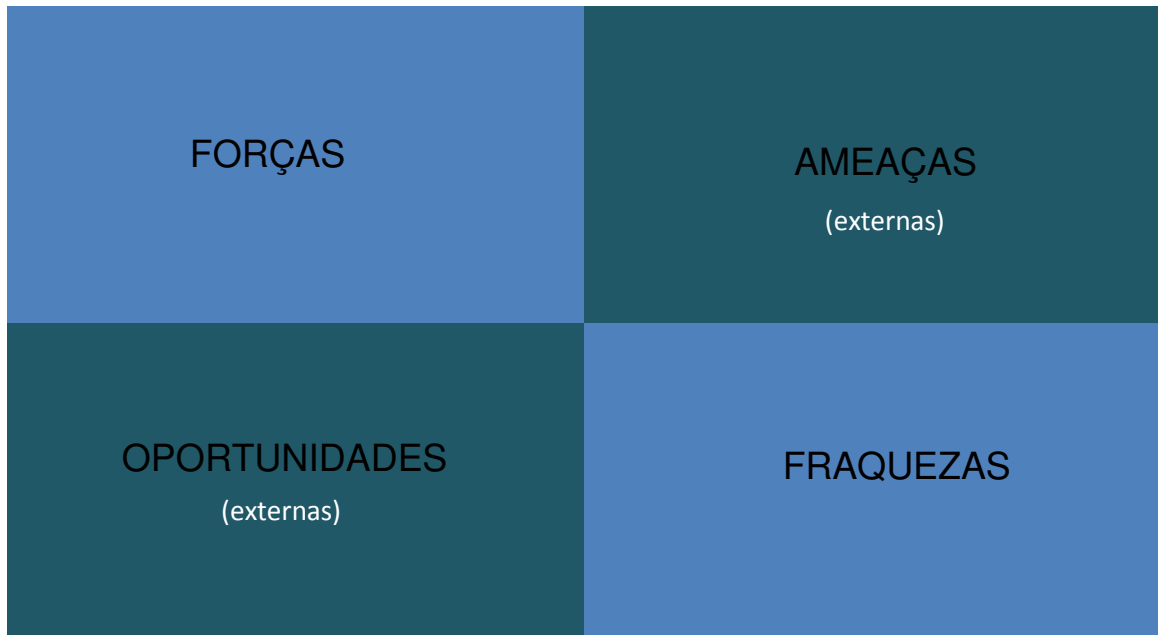 FORÇAS
AMEAÇAS
(externas)
OPORTUNIDADES
(externas)
FRAQUEZAS